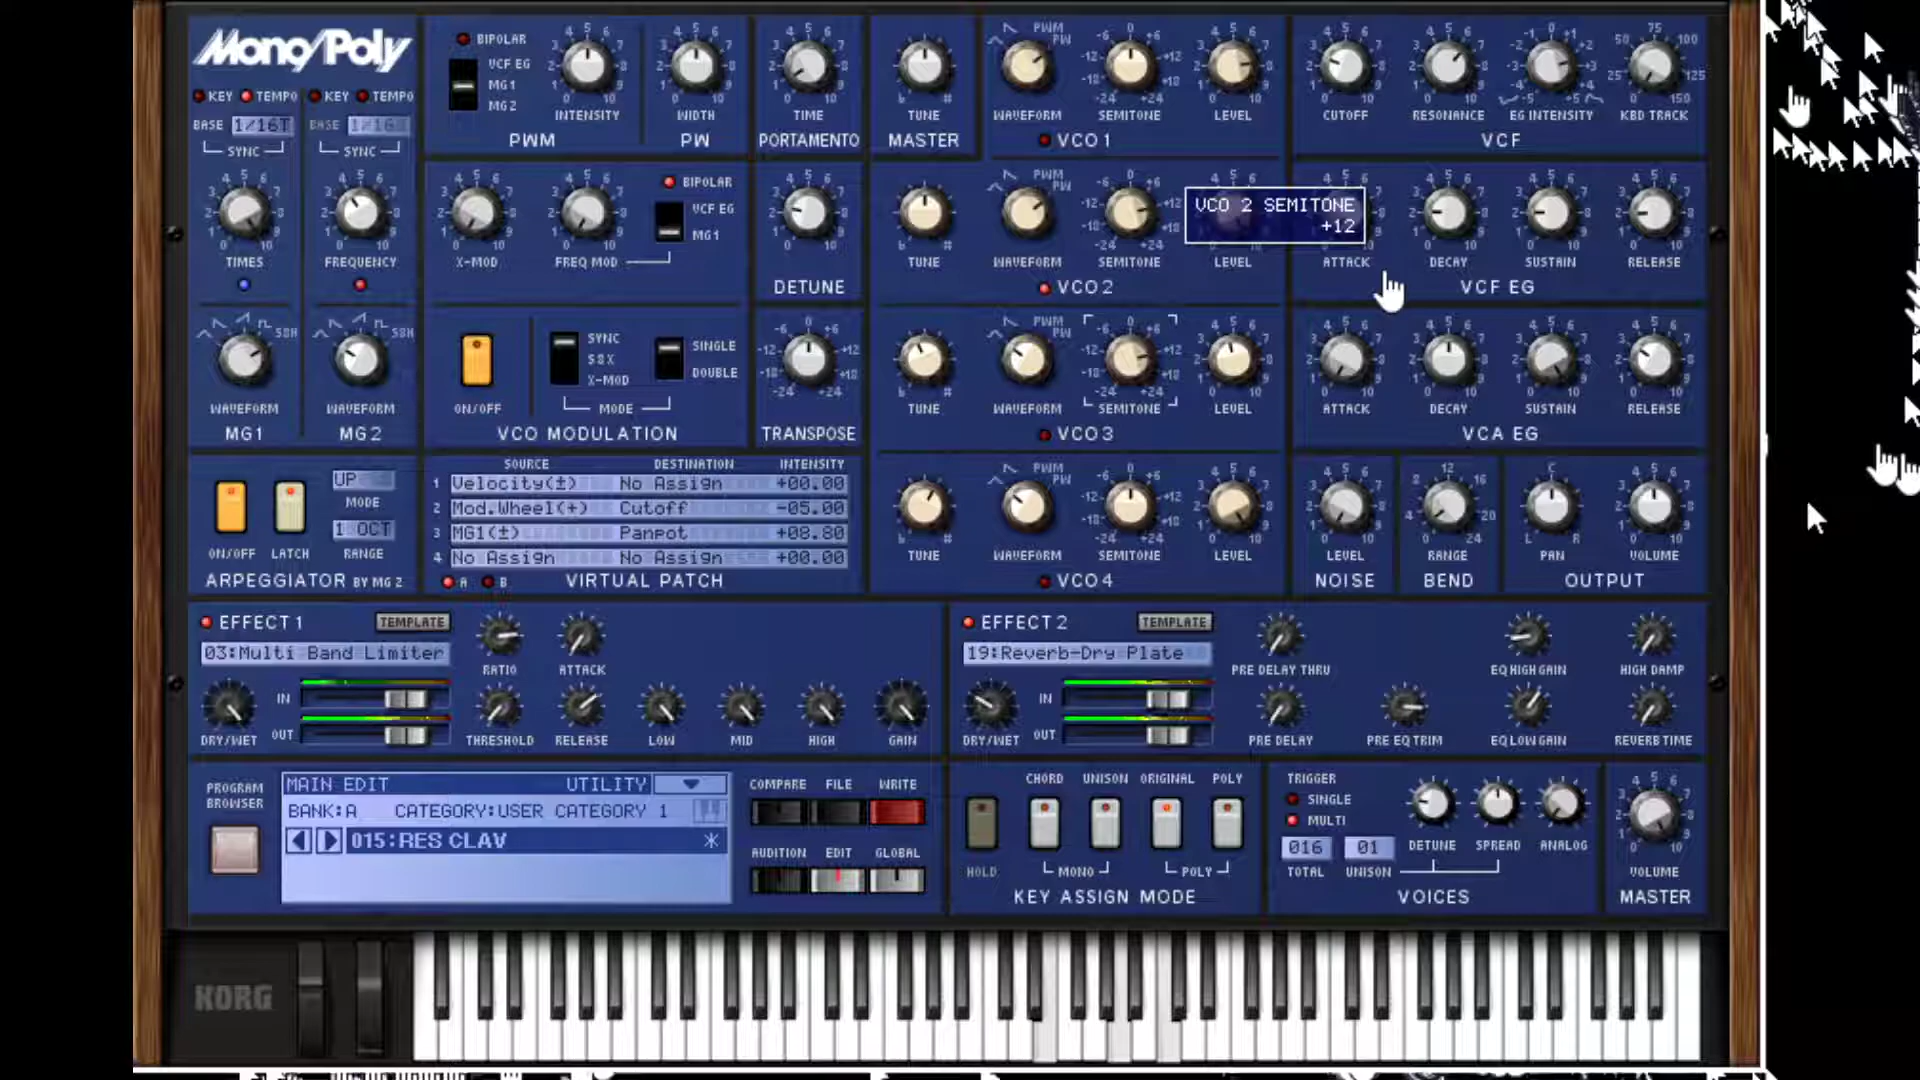 Mono/Poly
KEY TEMPO KEY TEMPO
BASE 1/16T BASE
SYNC SYNC
TIMES FREQUENCY
WAVEFORM WAVEFORM
MG1 MG2
BIPOLAR
VCF EG
MG1
MG2
INTENSITY
PWM
WIDTH
PW
TIME
PORTAMENTO
TUNE
MASTER
WAVEFORM SEMITONE LEVEL
VCO 1
CUTOFF RESONANCE EG INTENSITY KBD TRACK
VCF
X-MOD FREQ MOD
BIPOLAR
VCF EG
MG1
DETUNE
TUNE WAVEFORM SEMITONE LEVEL
VCO 2
VCO 2 SEMITONE
+12
ATTACK DECAY SUSTAIN RELEASE
VCF EG
ON/OFF
SYNC
S&X
X-MOD
SINGLE
DOUBLE
MODE
VCO MODULATION
TRANSPOSE
TUNE WAVEFORM SEMITONE LEVEL
VCO 3
ATTACK DECAY SUSTAIN RELEASE
VCA EG
UP
MODE
1 OCT
RANGE
ON/OFF LATCH
ARPEGGIATOR BY MG 2
SOURCE DESTINATION INTENSITY
1 Velocity(±) No Assign +00.00
2 Mod.Wheel(+) Cutoff -05.00
3 MG1(±) Panpot +08.80
4 No Assign No Assign +00.00
A B VIRTUAL PATCH
TUNE WAVEFORM SEMITONE LEVEL
VCO 4
LEVEL
NOISE
RANGE
BEND
PAN VOLUME
OUTPUT
EFFECT 1 TEMPLATE
03:Multi Band Limiter
IN
OUT
DRY/WET
RATIO ATTACK
THRESHOLD RELEASE LOW MID HIGH GAIN
EFFECT 2 TEMPLATE
19:Reverb-Dry Plate
IN
OUT
DRY/WET
PRE DELAY THRU EQ HIGH GAIN HIGH DAMP
PRE DELAY PRE EQ TRIM EQ LOW GAIN REVERB TIME
PROGRAM
BROWSER
MAIN EDIT UTILITY
BANK:A CATEGORY:USER CATEGORY 1
015:RES CLAV *
COMPARE FILE WRITE
AUDITION EDIT GLOBAL
CHORD UNISON ORIGINAL POLY
HOLD
MONO POLY
KEY ASSIGN MODE
TRIGGER
SINGLE
MULTI
016 01
TOTAL UNISON
DETUNE SPREAD ANALOG
VOICES
VOLUME
MASTER
KORG